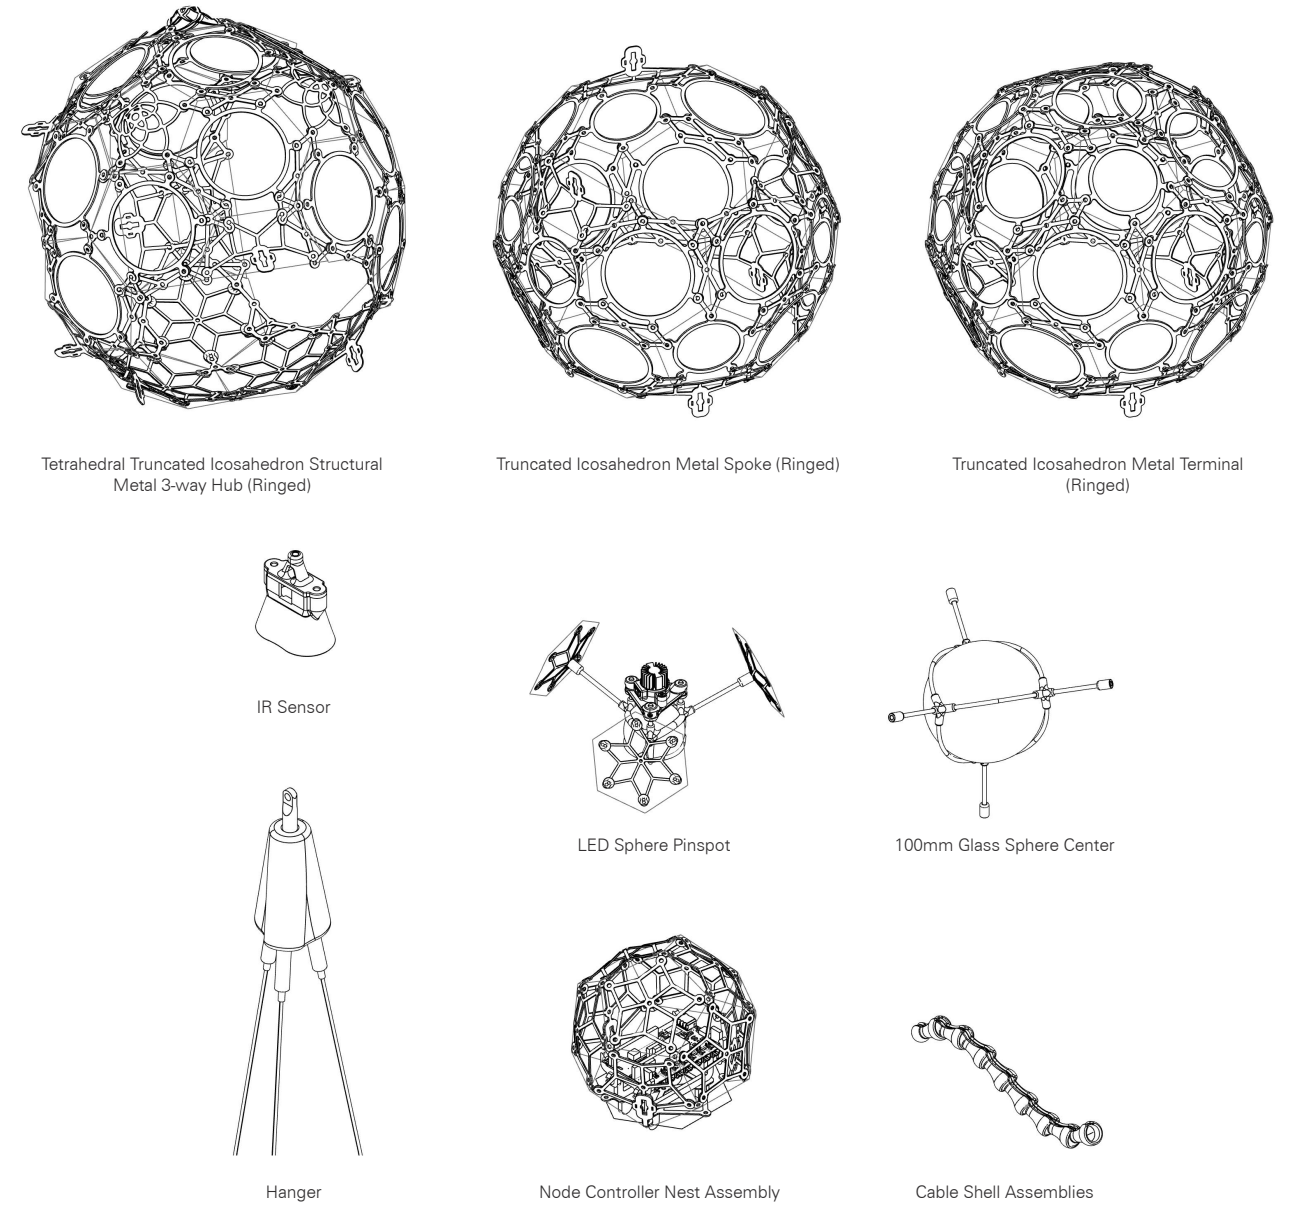 Tetrahedral Truncated Icosahedron Structural
Metal 3-way Hub (Ringed)
Truncated Icosahedron Metal Spoke (Ringed)
Truncated Icosahedron Metal Terminal
(Ringed)
IR Sensor
LED Sphere Pinspot
100mm Glass Sphere Center
Hanger
Node Controller Nest Assembly
Cable Shell Assemblies